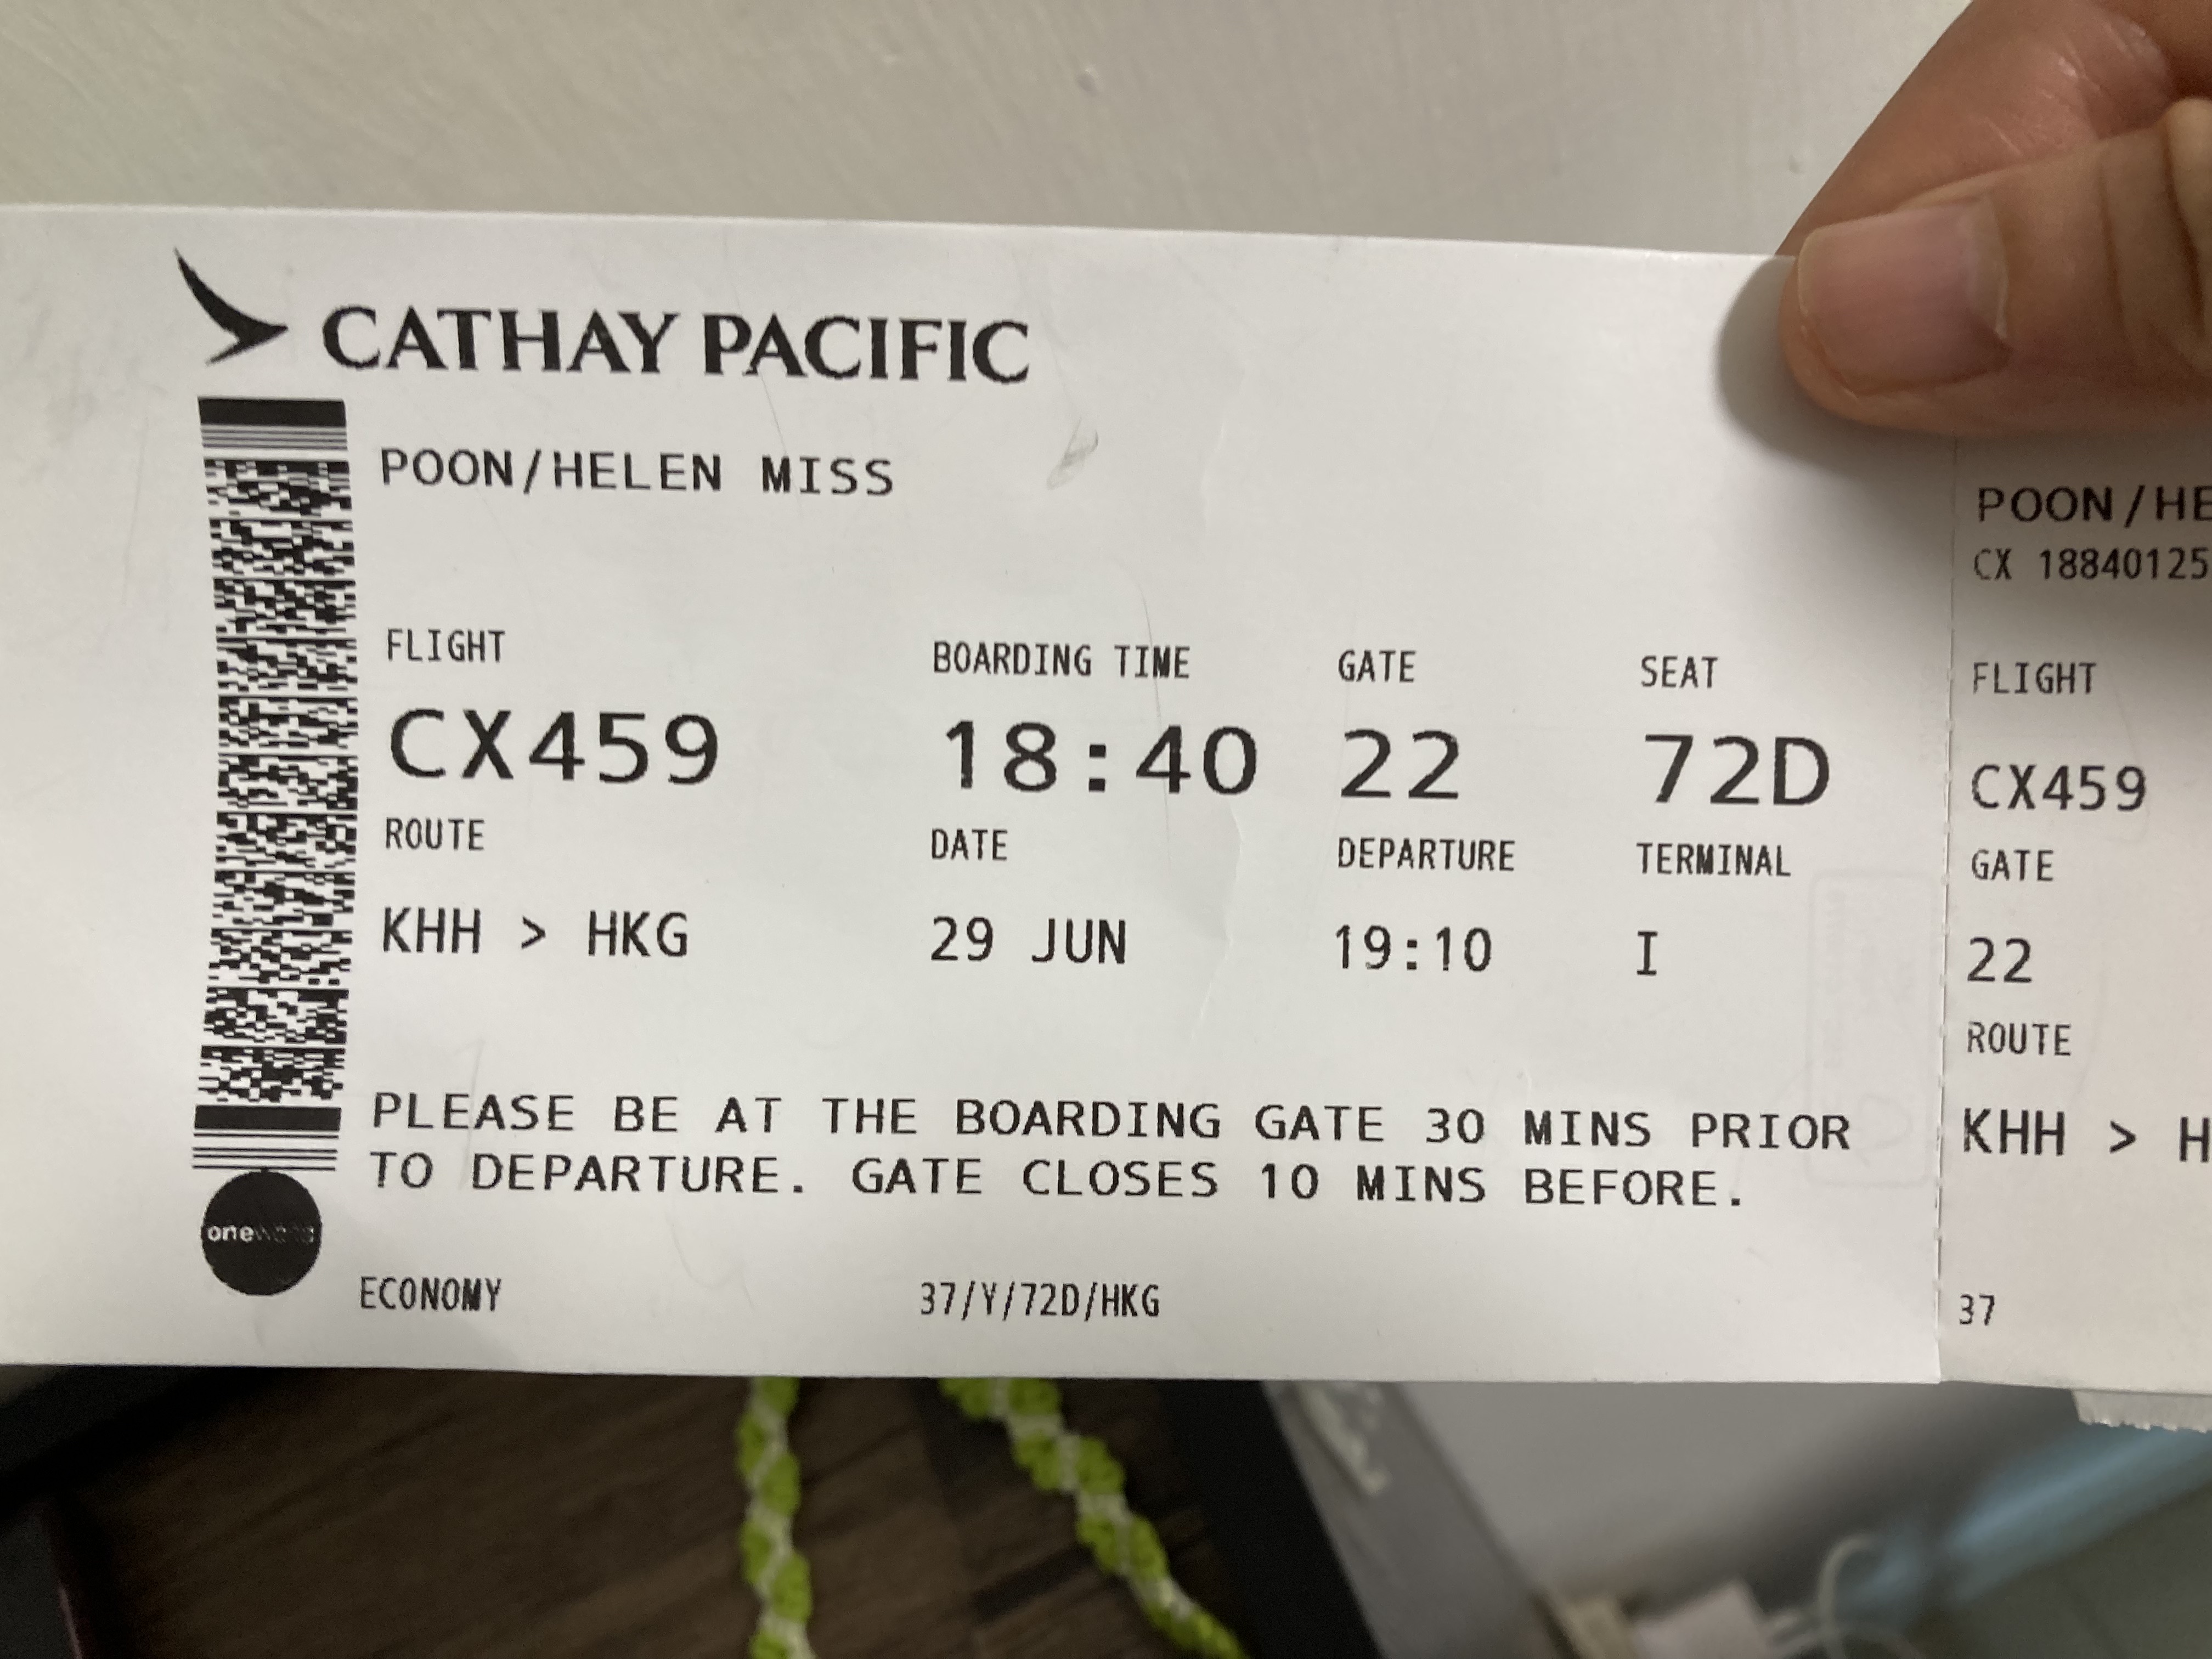 CATHAY PACIFIC
POON/HELEN MISS
FLIGHT BOARDING TIME GATE SEAT
CX459 18:40 22 72D
ROUTE DATE DEPARTURE TERMINAL
KHH > HKG 29 JUN 19:10 I
PLEASE BE AT THE BOARDING GATE 30 MINS PRIOR
TO DEPARTURE. GATE CLOSES 10 MINS BEFORE.
oneworld
ECONOMY 37/Y/72D/HKG
POON/HE
CX 18840125
FLIGHT
CX459
GATE
22
ROUTE
KHH > H
37